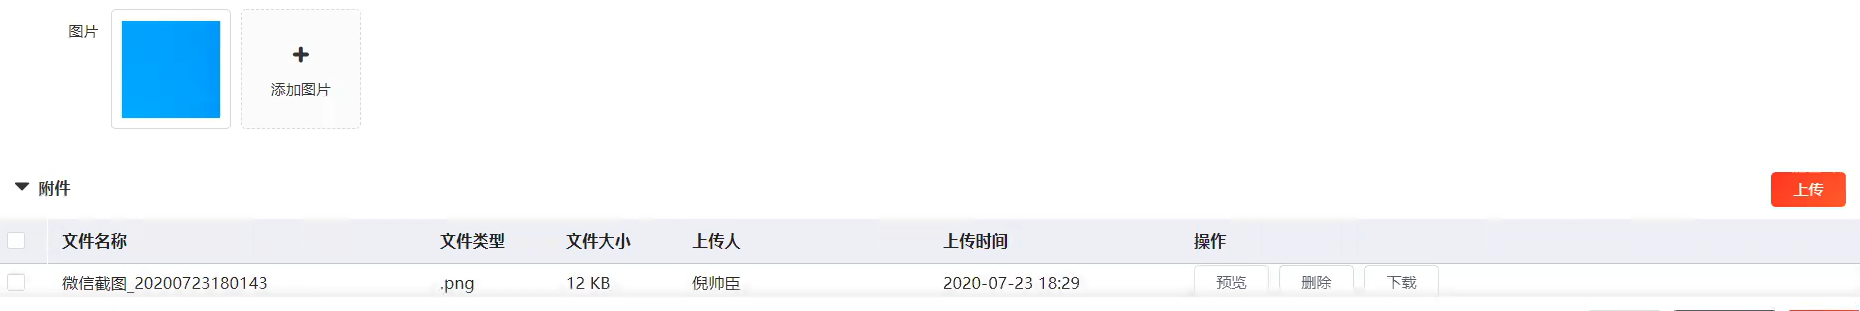 图片
添加图片
附件
上传
文件名称 文件类型 文件大小 上传人 上传时间 操作
微信截图_20200723180143 .png 12 KB 倪帅臣 2020-07-23 18:29 预览 删除 下载